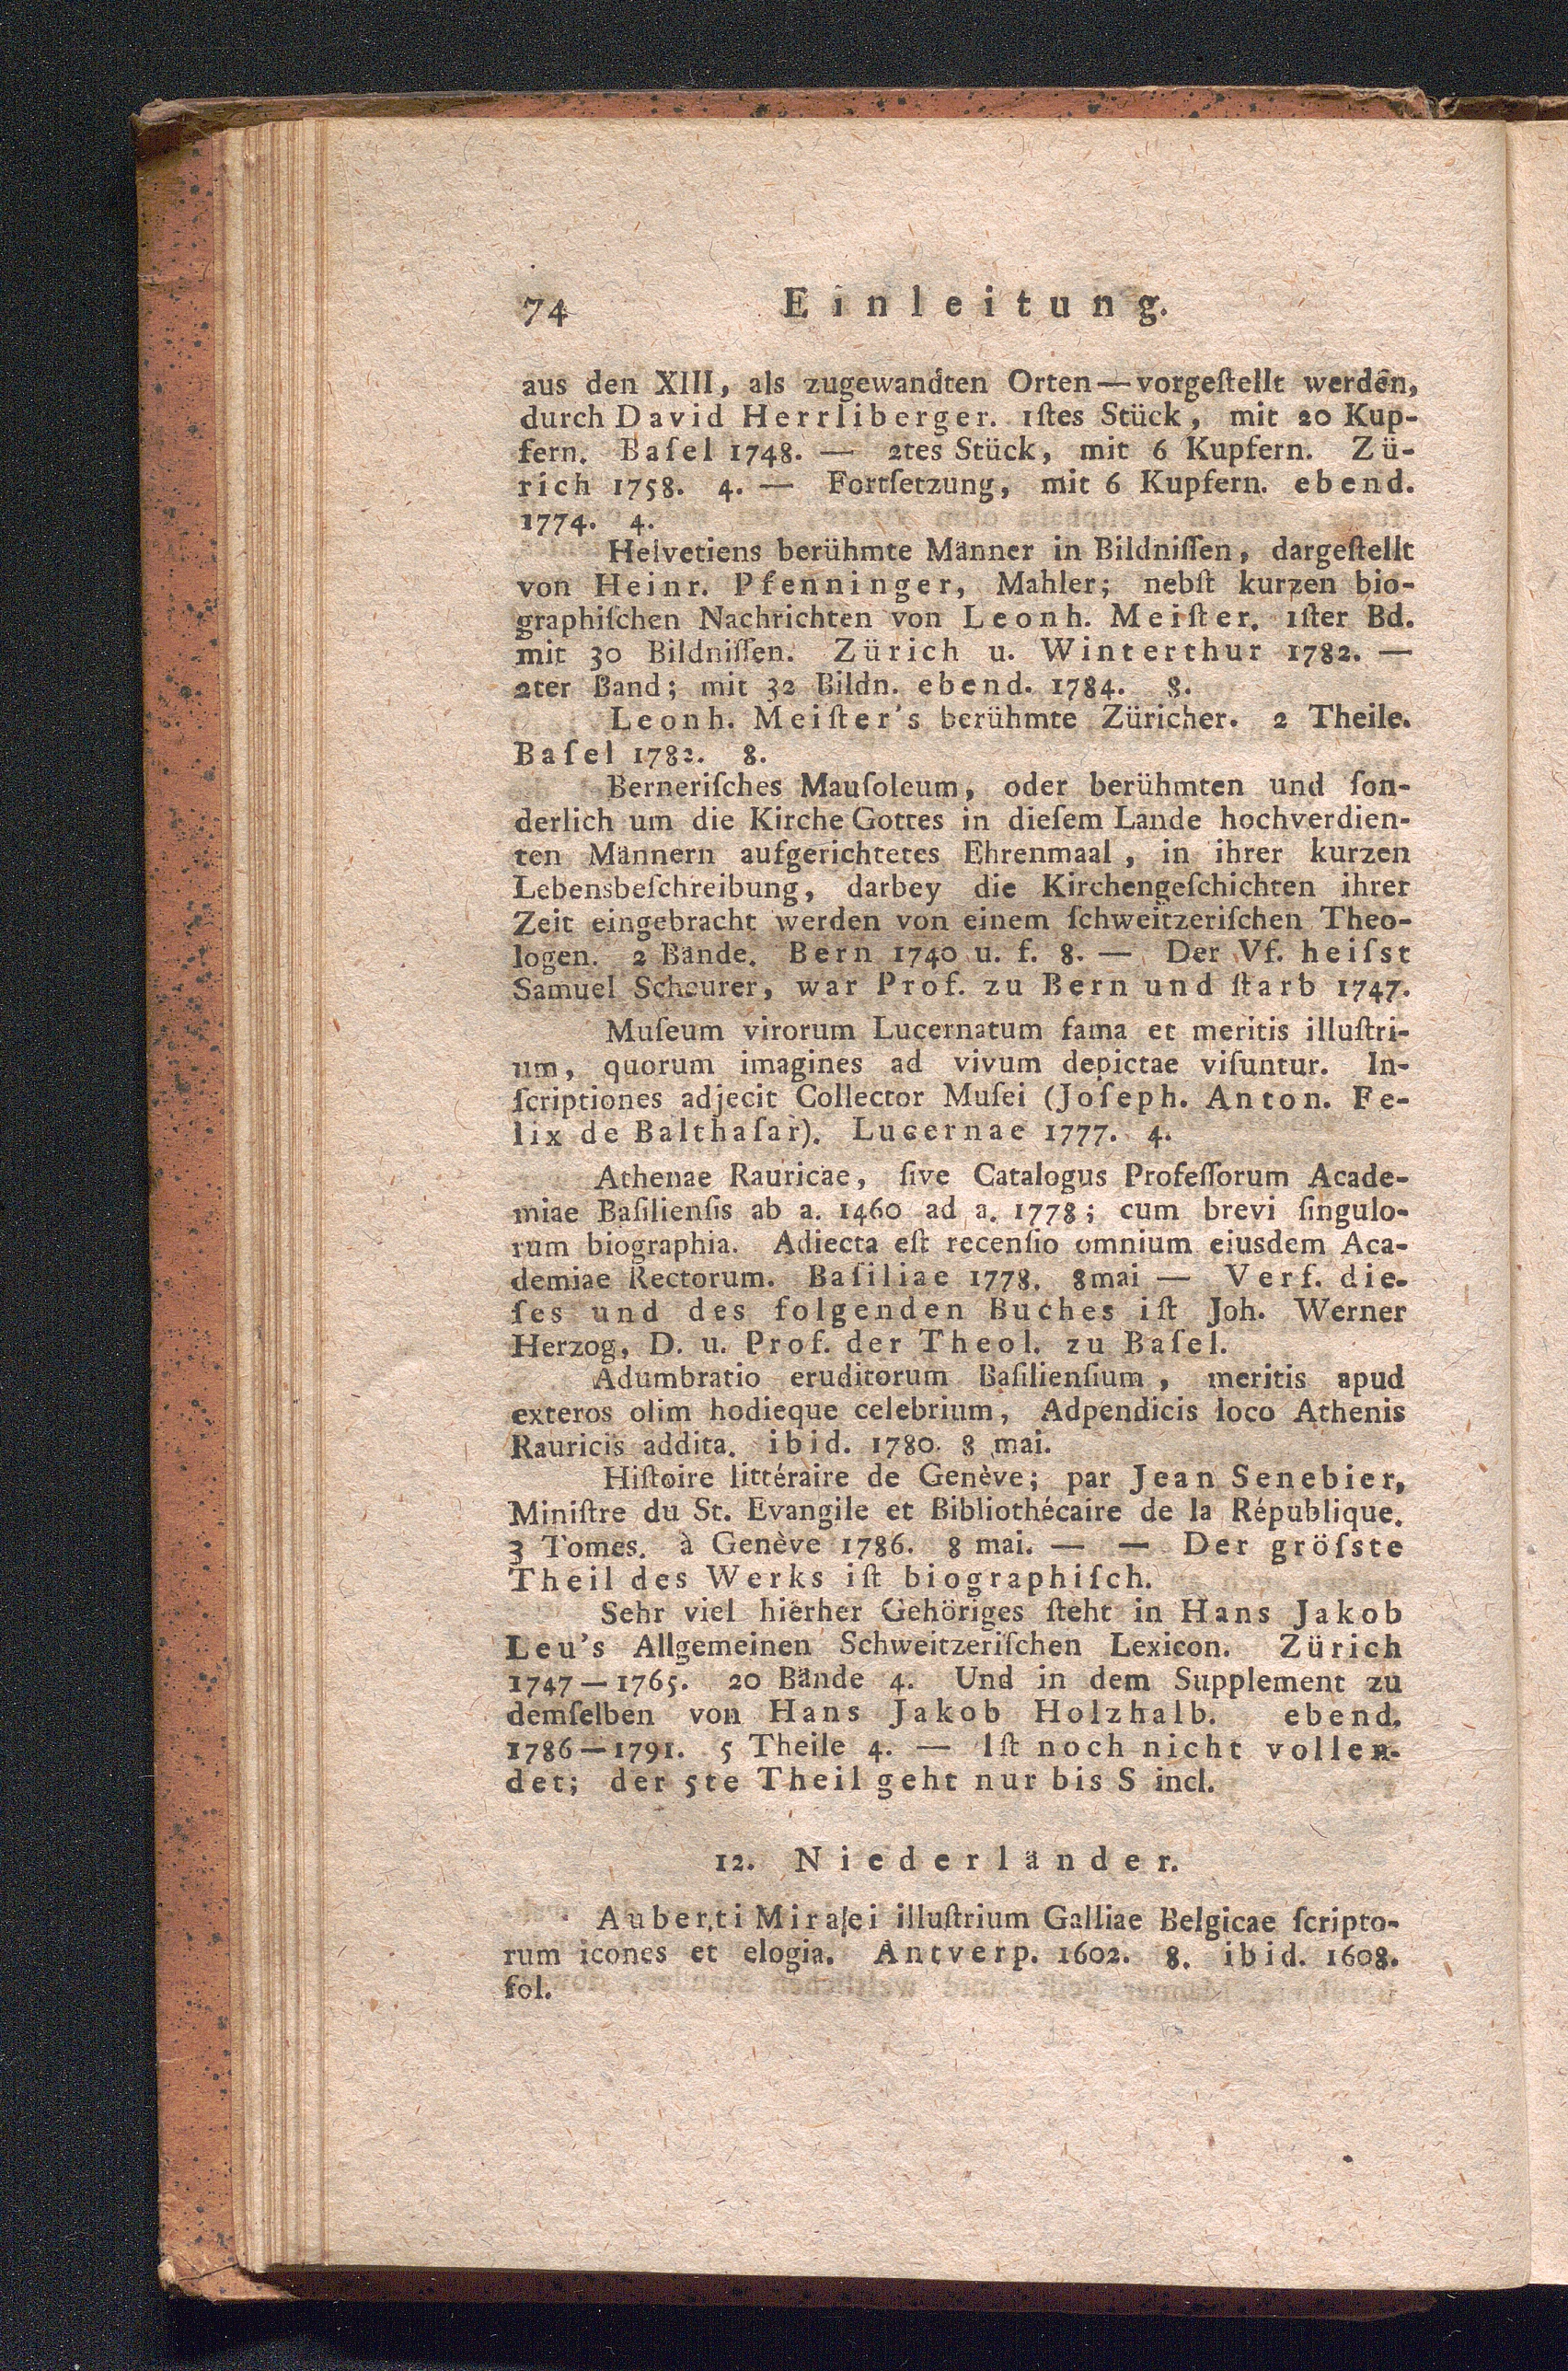 74 Einleitung.
aus den XIII, als zugewandten Orten — vorgeſtellt werden,
durch David Herrliberger. 1ſtes Stück, mit 20 Kup-
fern. Baſel 1748. — 2tes Stück, mit 6 Kupfern. Zü-
rich 1758. 4. — Fortſetzung, mit 6 Kupfern. ebend.
1774. 4.
Helvetiens berühmte Männer in Bildniſſen, dargeſtellt
von Heinr. Pfenninger, Mahler; nebſt kurzen bio-
graphiſchen Nachrichten von Leonh. Meiſter. 1ſter Bd.
mit 30 Bildniſſen. Zürich u. Winterthur 1782. —
2ter Band; mit 32 Bildn. ebend. 1784. 8.
Leonh. Meiſter's berühmte Züricher. 2 Theile.
Baſel 1782. 8.
Berneriſches Mauſoleum, oder berühmten und ſon-
derlich um die Kirche Gottes in dieſem Lande hochverdien-
ten Männern aufgerichtetes Ehrenmaal, in ihrer kurzen
Lebensbeſchreibung, darbey die Kirchengeſchichten ihrer
Zeit eingebracht werden von einem ſchweitzeriſchen Theo-
logen. 2 Bände. Bern 1740 u. f. 8. — Der Vf. heiſst
Samuel Scheurer, war Prof. zu Bern und ſtarb 1747.
Muſeum virorum Lucernatum fama et meritis illuſtri-
um, quorum imagines ad vivum depictae viſuntur. In-
ſcriptiones adjecit Collector Muſei (Joſeph. Anton. Fe-
lix de Balthaſar). Lucernae 1777. 4.
Athenae Rauricae, ſive Catalogus Profeſſorum Acade-
miae Baſilienſis ab a. 1460 ad a. 1778; cum brevi ſingulo-
rum biographia. Adiecta eſt recenſio omnium eiusdem Aca-
demiae Rectorum. Baſiliae 1778. 8mai — Verf. die-
ſes und des folgenden Buches iſt Joh. Werner
Herzog, D. u. Prof. der Theol. zu Baſel.
Adumbratio eruditorum Baſilienſium, meritis apud
exteros olim hodieque celebrium, Adpendicis loco Athenis
Rauricis addita. ibid. 1780. 8 mai.
Hiſtoire littéraire de Genève; par Jean Senebier,
Miniſtre du St. Evangile et Bibliothécaire de la République.
3 Tomes. à Genève 1786. 8 mai. — — Der gröſste
Theil des Werks iſt biographiſch.
Sehr viel hierher Gehöriges ſteht in Hans Jakob
Leu's Allgemeinen Schweitzeriſchen Lexicon. Zürich
1747 — 1765. 20 Bände 4. Und in dem Supplement zu
demſelben von Hans Jakob Holzhalb. ebend.
1786 — 1791. 5 Theile 4. — Iſt noch nicht vollen-
det; der 5te Theil geht nur bis S incl.
12. Niederländer.
Auberti Miraei illuſtrium Galliae Belgicae ſcripto-
rum icones et elogia. Antverp. 1602. 8. ibid. 1608.
fol.